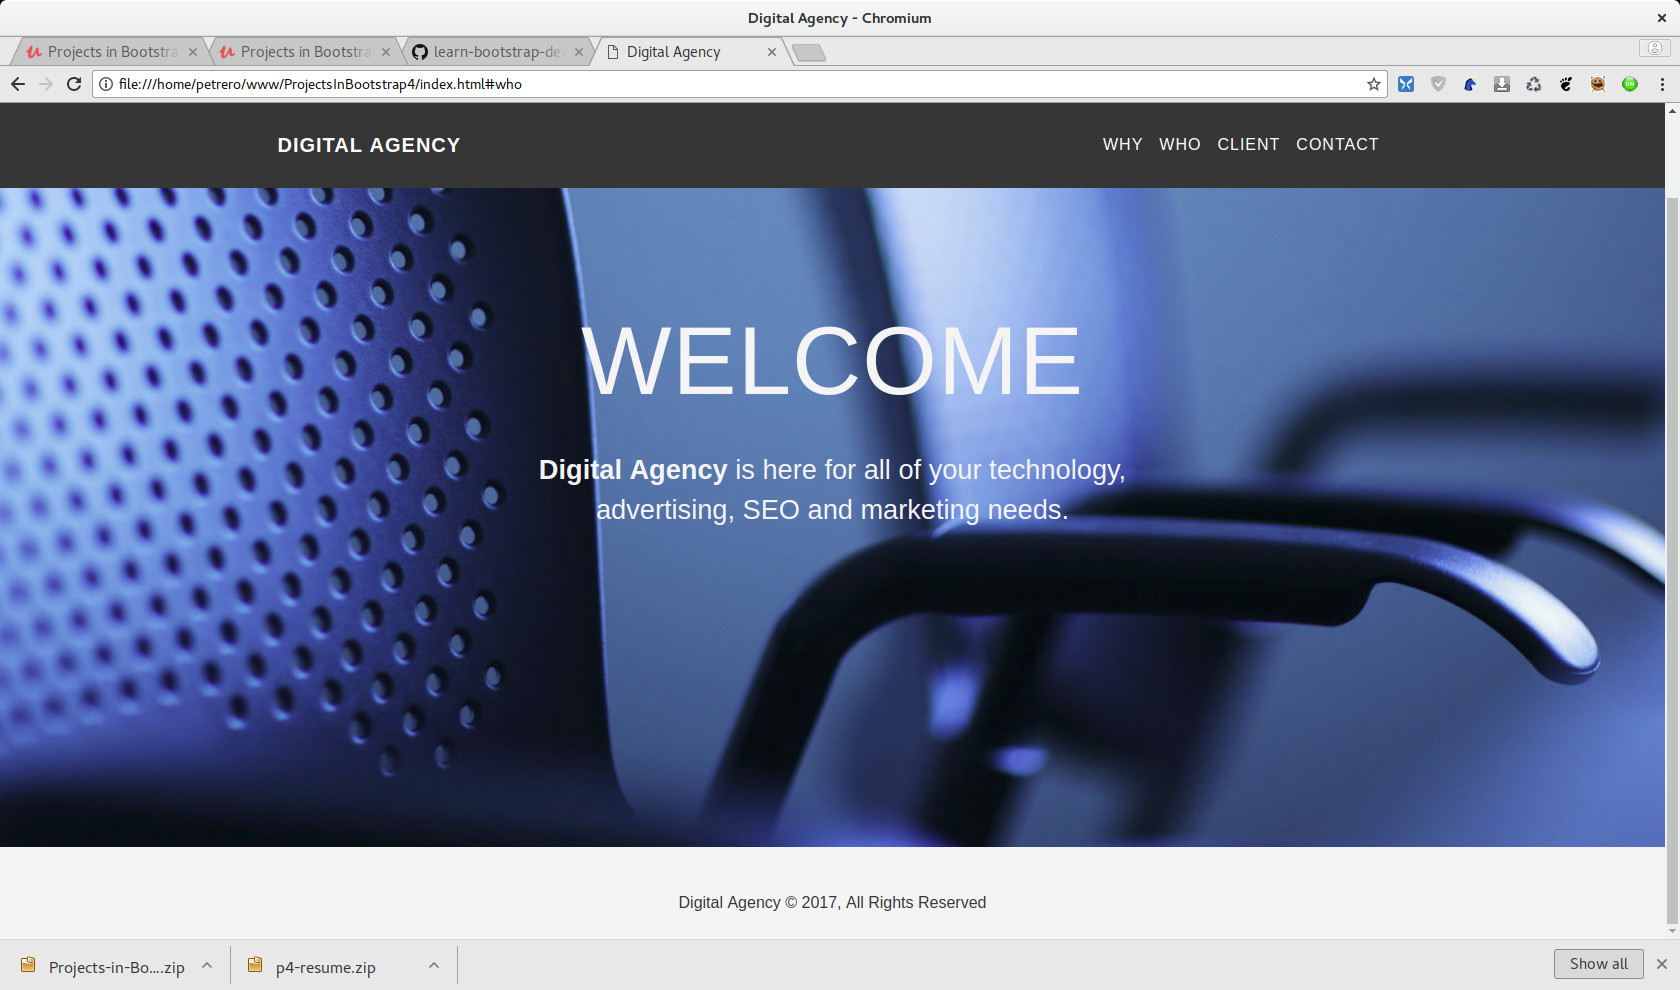 Digital Agency - Chromium
Projects in Bootstra
Projects in Bootstra
learn-bootstrap-de
Digital Agency
file:///home/petrero/www/ProjectsInBootstrap4/index.html#who
ON
DIGITAL AGENCY
WHY WHO CLIENT CONTACT
WELCOME
Digital Agency is here for all of your technology,
advertising, SEO and marketing needs.
Digital Agency © 2017, All Rights Reserved
Projects-in-Bo....zip
p4-resume.zip
Show all